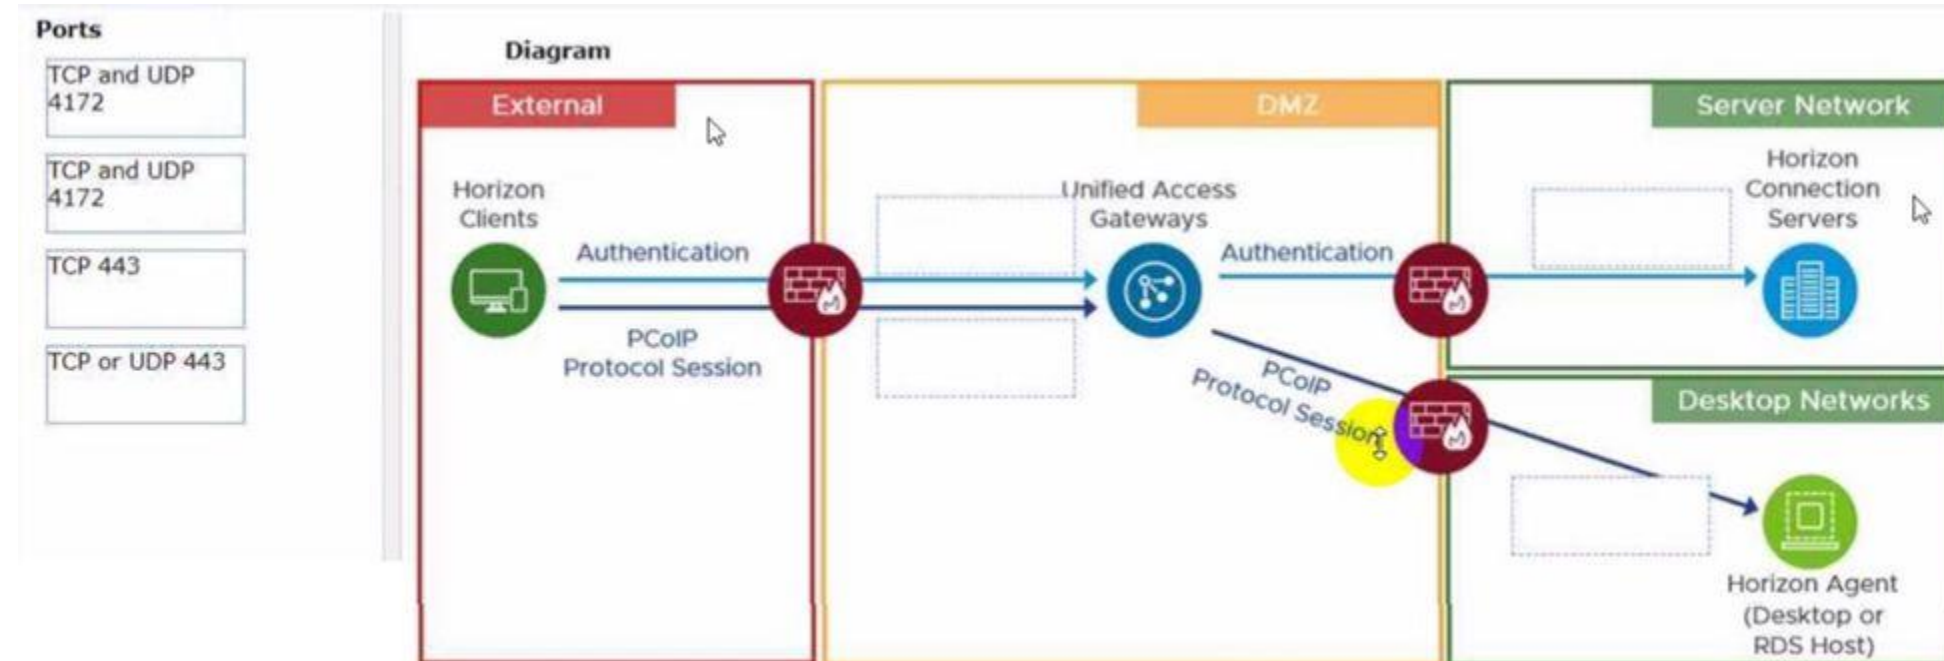 Ports
TCP and UDP
4172
TCP and UDP
4172
TCP 443
TCP or UDP 443
Diagram
External
DMZ
Server Network
Horizon
Clients
Authentication
PCoIP
Protocol Session
Unified Access
Gateways
Authentication
PCoIP
Protocol Session
Horizon
Connection
Servers
Desktop Networks
Horizon Agent
(Desktop or
RDS Host)